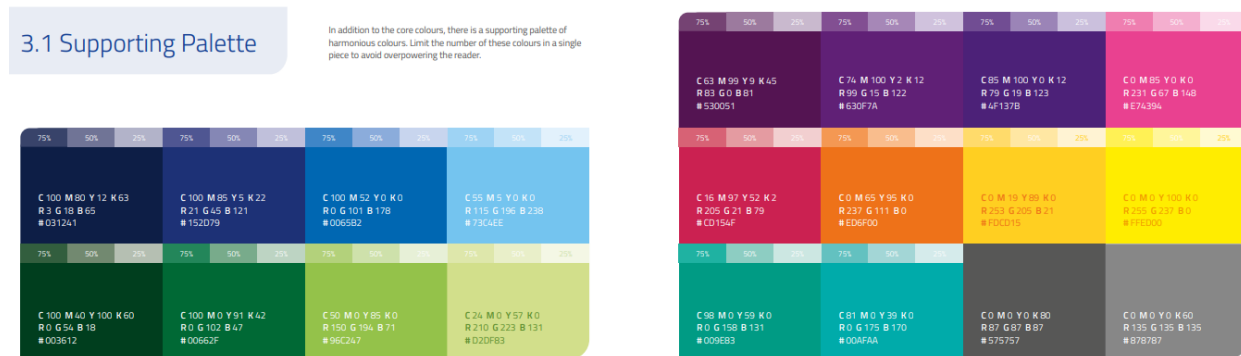 3.1 Supporting Palette
In addition to the core colours, there is a supporting palette of
harmonious colours. Limit the number of these colours in a single
piece to avoid overpowering the reader.
75% 50% 25% 75% 50% 25% 75% 50% 25% 75% 50% 25%
C 100 M 80 Y 12 K 63
R 3 G 18 B 65
# 031241
C 100 M 85 Y 5 K 22
R 21 G 45 B 121
# 152D79
C 100 M 52 Y 0 K 0
R 0 G 101 B 178
# 0065B2
C 55 M 5 Y 0 K 0
R 115 G 196 B 238
# 73C4EE
75% 50% 25% 75% 50% 25% 75% 50% 25% 75% 50% 25%
C 100 M 40 Y 100 K 60
R 0 G 54 B 18
# 003612
C 100 M 0 Y 91 K 42
R 0 G 102 B 47
# 00662F
C 50 M 0 Y 85 K 0
R 150 G 194 B 71
# 96C247
C 24 M 0 Y 57 K 0
R 210 G 223 B 131
# D2DF83
75% 50% 25% 75% 50% 25% 75% 50% 25% 75% 50% 25%
C 63 M 99 Y 9 K 45
R 83 G 0 B 81
# 530051
C 74 M 100 Y 2 K 12
R 99 G 15 B 122
# 630F7A
C 85 M 100 Y 0 K 12
R 79 G 19 B 123
# 4F137B
C 0 M 85 Y 0 K 0
R 231 G 67 B 148
# E74394
75% 50% 25% 75% 50% 25% 75% 50% 25% 75% 50% 25%
C 16 M 97 Y 52 K 2
R 205 G 21 B 79
# CD154F
C 0 M 65 Y 95 K 0
R 237 G 111 B 0
# ED6F00
C 0 M 19 Y 89 K 0
R 253 G 205 B 21
# FDCD15
C 0 M 0 Y 100 K 0
R 255 G 237 B 0
# FFED00
75% 50% 25% 75% 50% 25%
C 98 M 0 Y 59 K 0
R 0 G 158 B 131
# 009E83
C 81 M 0 Y 39 K 0
R 0 G 175 B 170
# 00AFAA
C 0 M 0 Y 0 K 80
R 87 G 87 B 87
# 575757
C 0 M 0 Y 0 K 60
R 135 G 135 B 135
# 878787